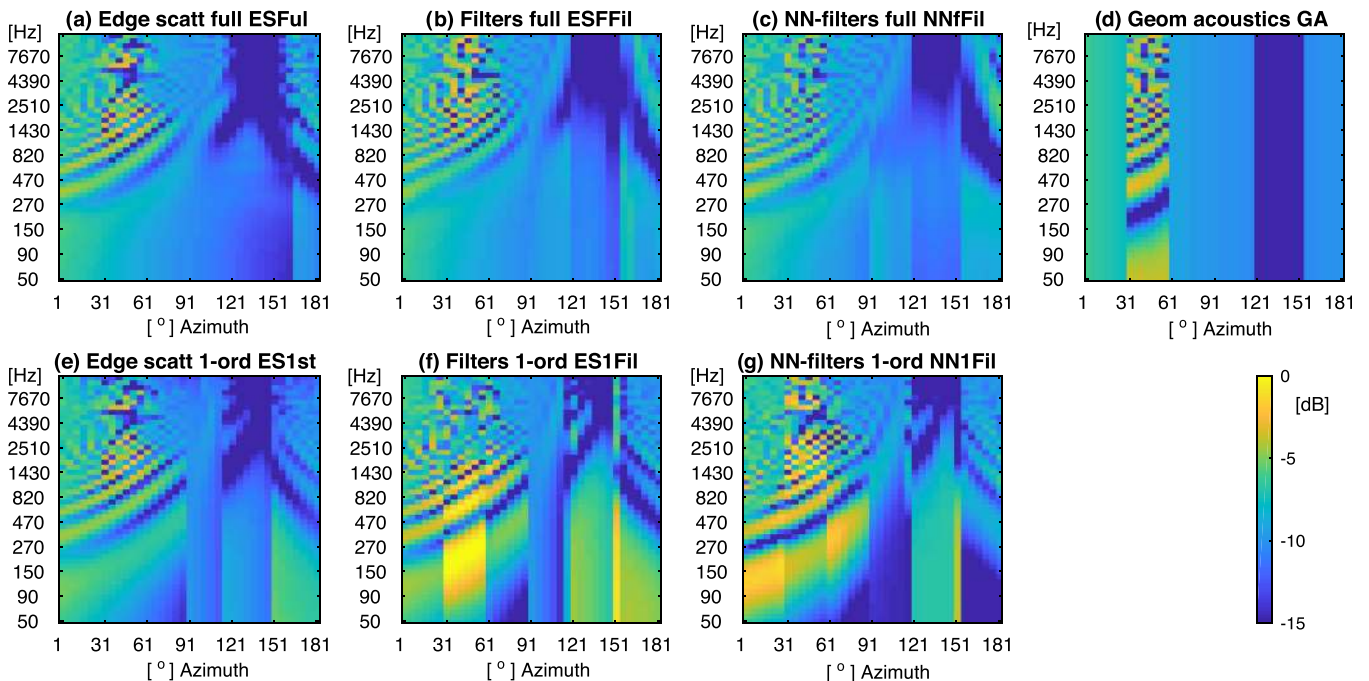 (a) Edge scatt full ESFul
(b) Filters full ESFFil
(c) NN-filters full NNfFil
(d) Geom acoustics GA
[Hz]
7670
4390
2510
1430
820
470
270
150
90
50
1 31 61 91 121 151 181
[ o ] Azimuth
[Hz]
7670
4390
2510
1430
820
470
270
150
90
50
1 31 61 91 121 151 181
[ o ] Azimuth
[Hz]
7670
4390
2510
1430
820
470
270
150
90
50
1 31 61 91 121 151 181
[ o ] Azimuth
[Hz]
7670
4390
2510
1430
820
470
270
150
90
50
1 31 61 91 121 151 181
[ o ] Azimuth
(e) Edge scatt 1-ord ES1st
(f) Filters 1-ord ES1Fil
(g) NN-filters 1-ord NN1Fil
[Hz]
7670
4390
2510
1430
820
470
270
150
90
50
1 31 61 91 121 151 181
[ o ] Azimuth
[Hz]
7670
4390
2510
1430
820
470
270
150
90
50
1 31 61 91 121 151 181
[ o ] Azimuth
[Hz]
7670
4390
2510
1430
820
470
270
150
90
50
1 31 61 91 121 151 181
[ o ] Azimuth
0
[dB]
-5
-10
-15